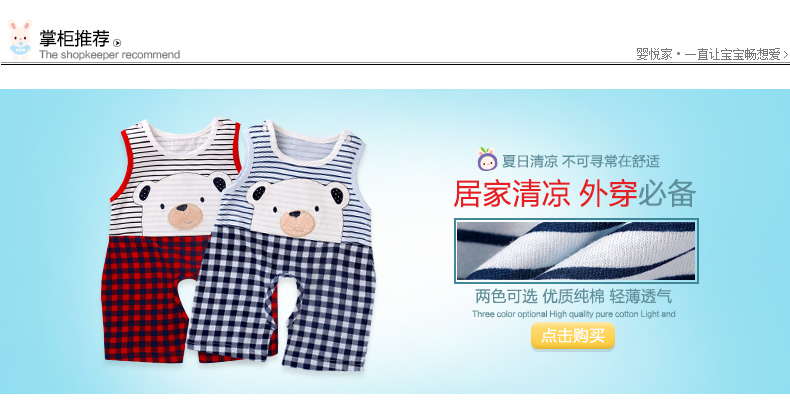 掌柜推荐
The shopkeeper recommend
婴悦家•一直让宝宝畅想爱
夏日清凉 不可寻常在舒适
居家清凉 外穿必备
两色可选 优质纯棉 轻薄透气
Three color optional High quality pure cotton Light and
点击购买